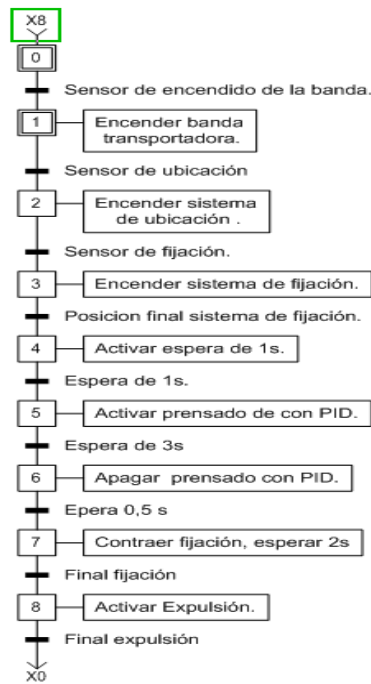 X8
0
Sensor de encendido de la banda.
1
Encender banda
transportadora.
Sensor de ubicación
2
Encender sistema
de ubicación .
Sensor de fijación.
3
Encender sistema de fijación.
Posicion final sistema de fijación.
4
Activar espera de 1s.
Espera de 1s.
5
Activar prensado de con PID.
Espera de 3s
6
Apagar prensado con PID.
Epera 0,5 s
7
Contraer fijación, esperar 2s
Final fijación
8
Activar Expulsión.
Final expulsión
X0